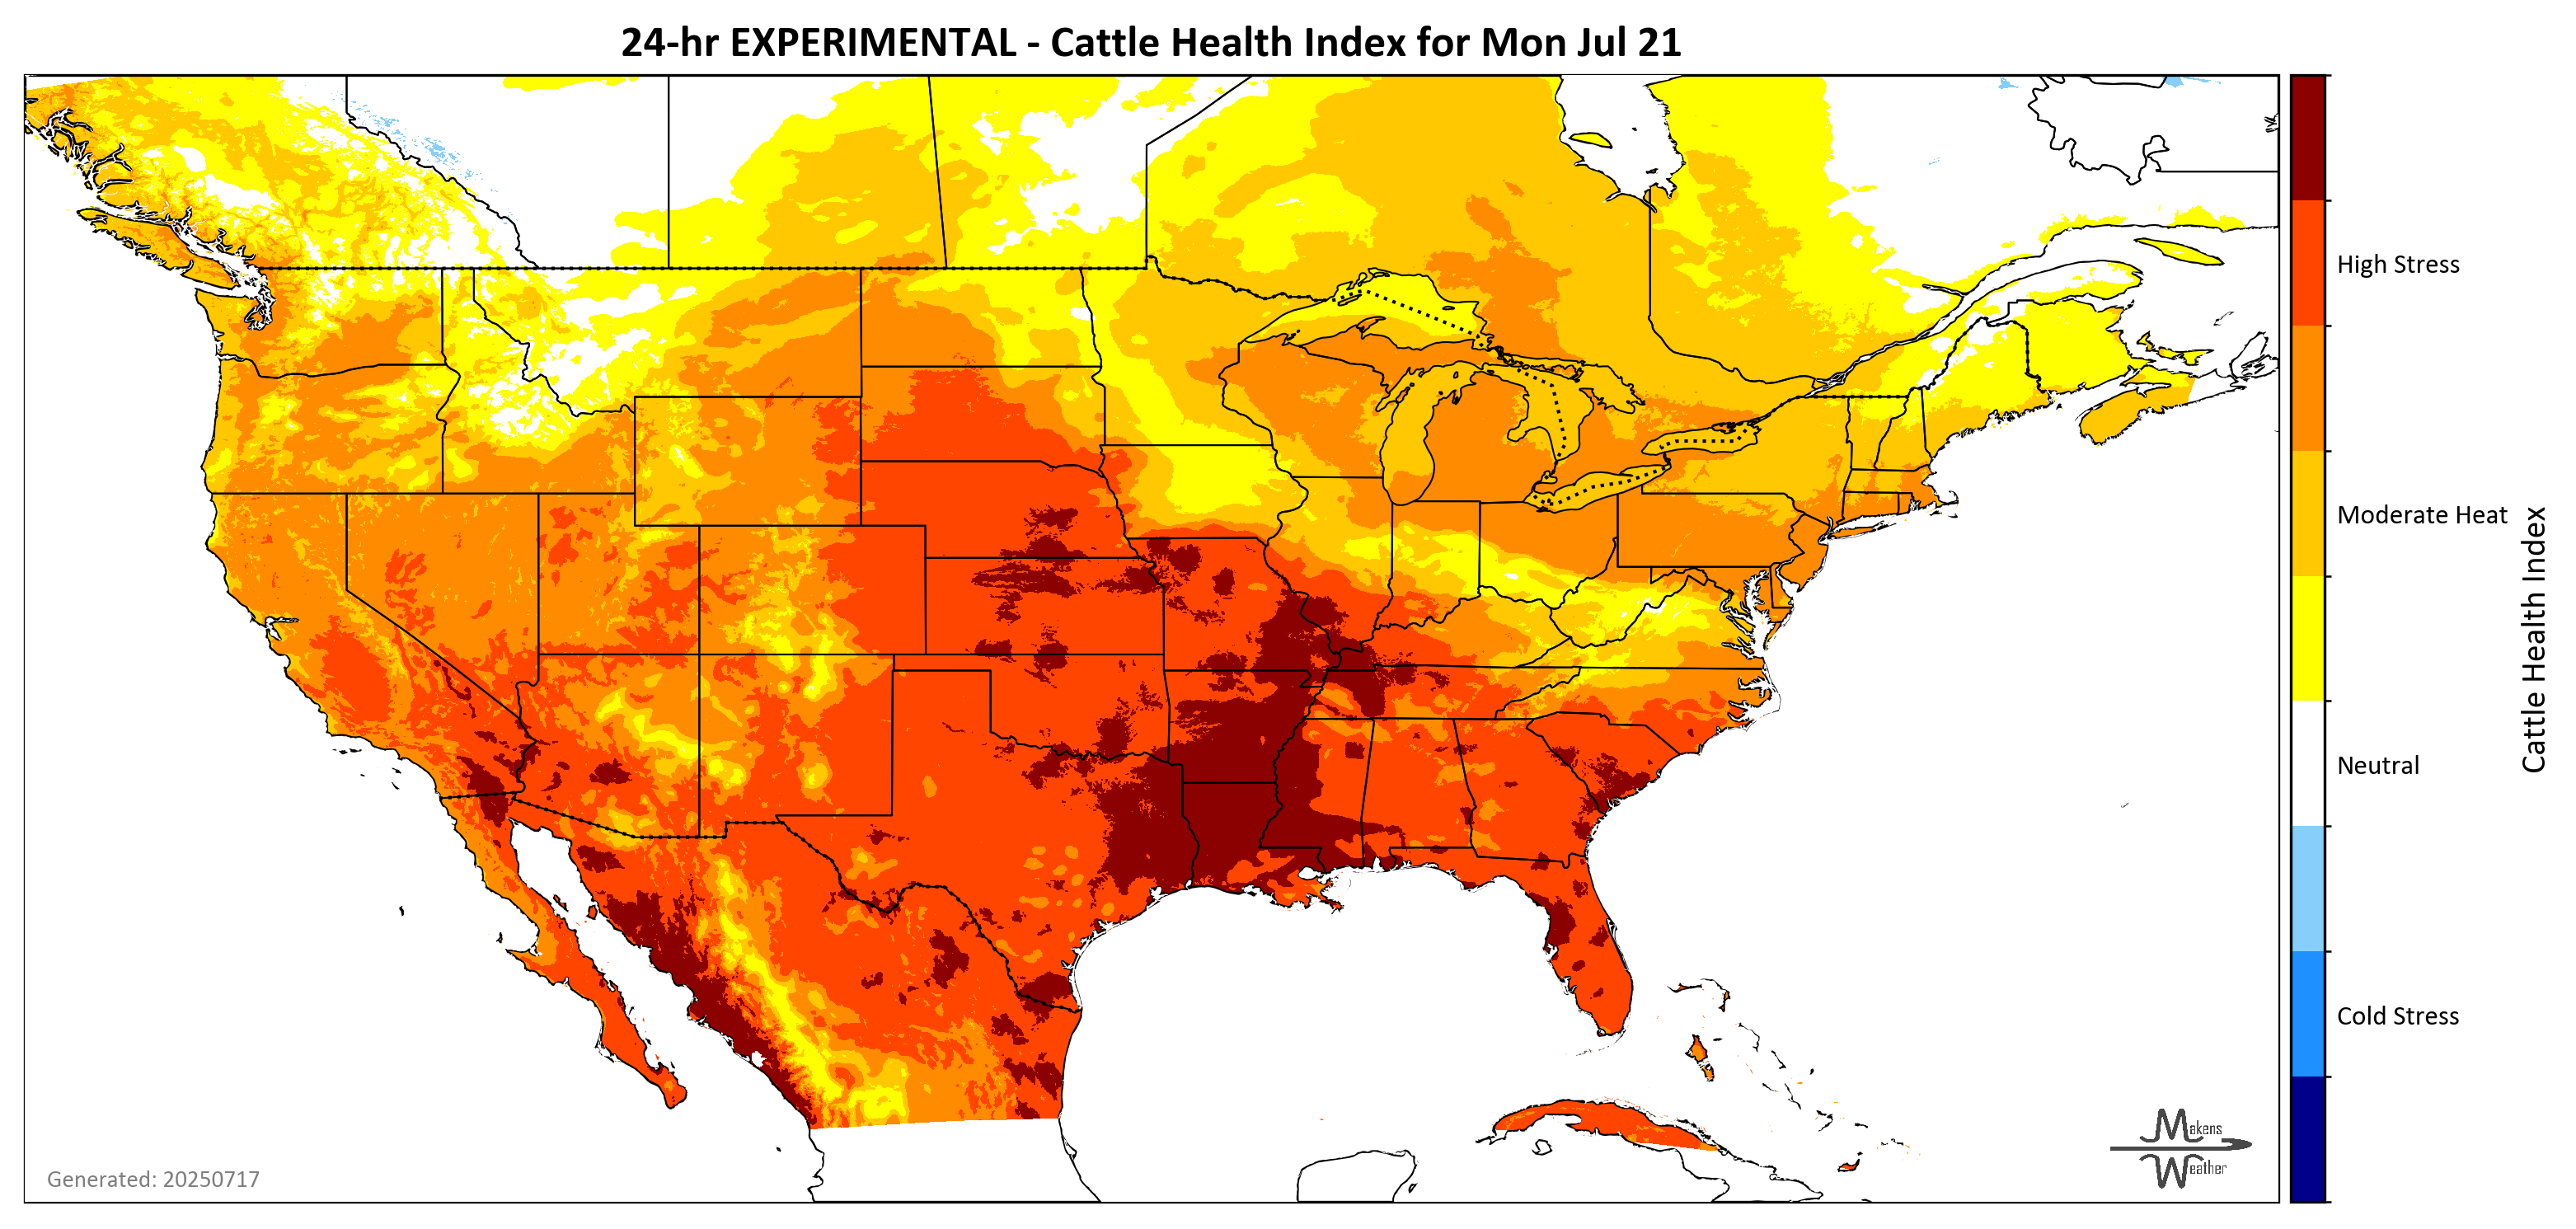 24-hr EXPERIMENTAL - Cattle Health Index for Mon Jul 21
High Stress
Moderate Heat
Neutral
Cold Stress
Cattle Health Index
Generated: 20250717
Makens
Weather